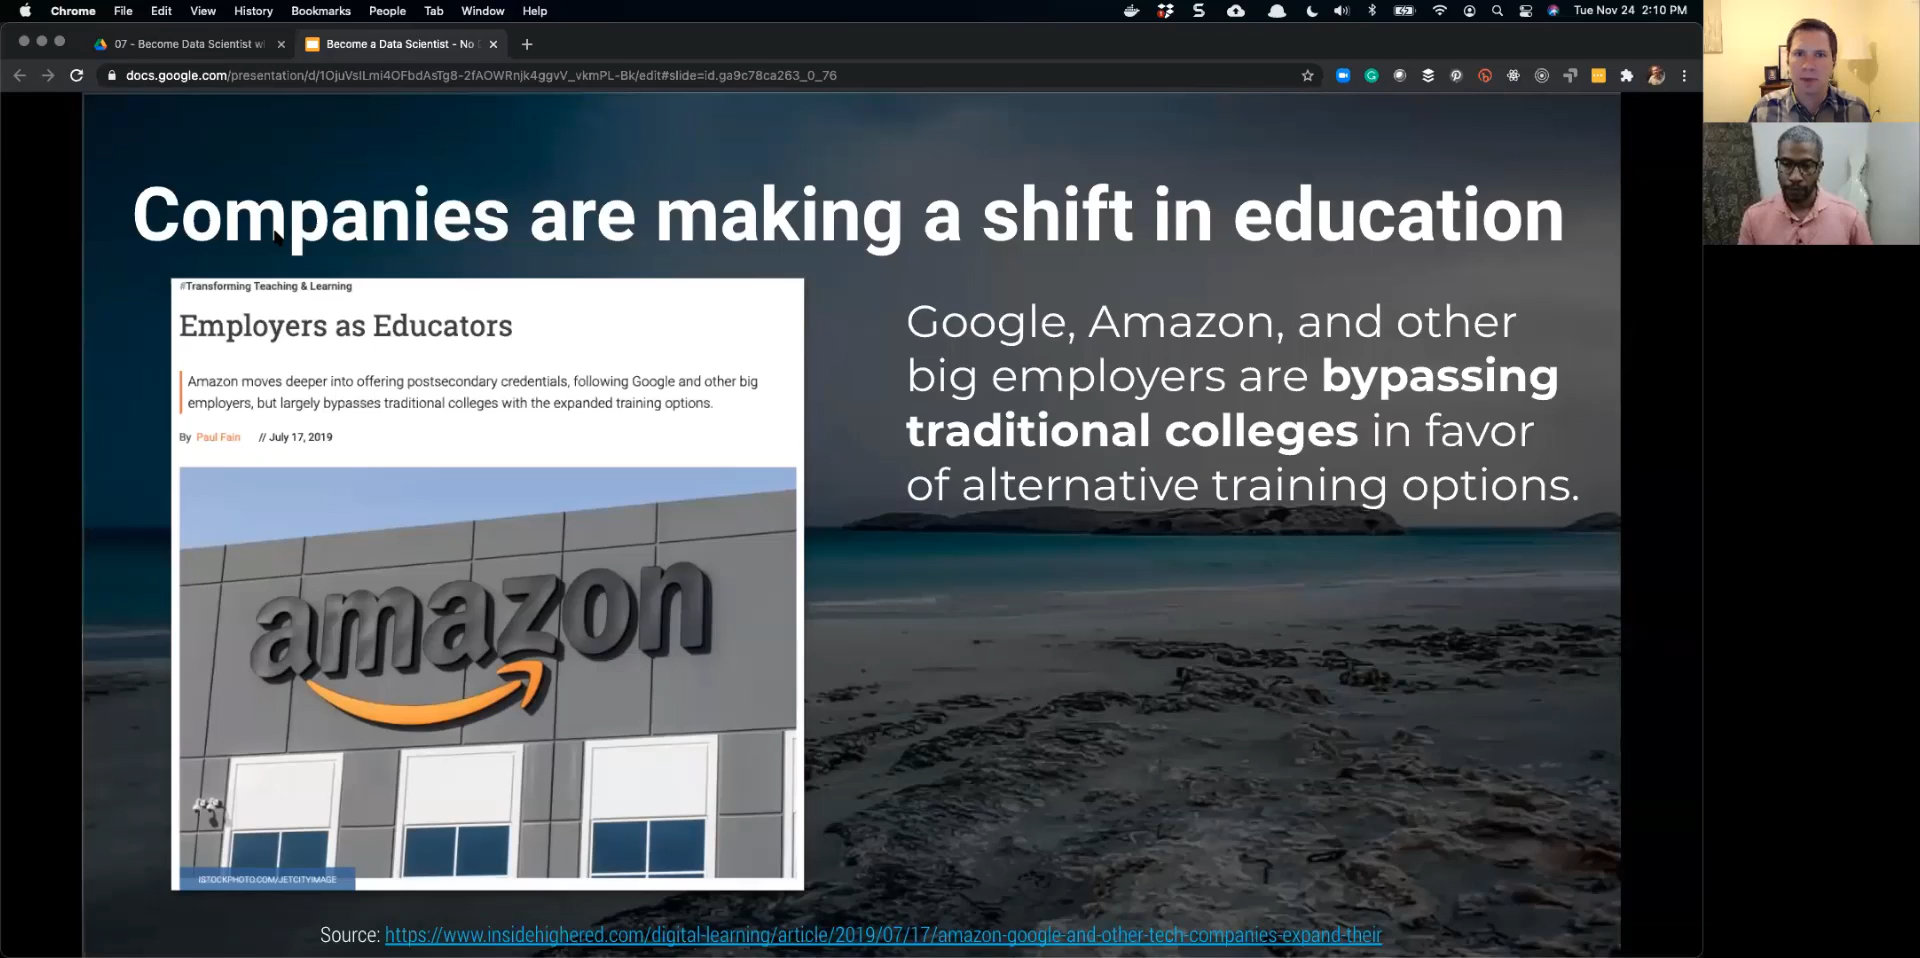 Chrome File Edit View History Bookmarks People Tab Window Help Tue Nov 24 2:10 PM
07 - Become Data Scientist w Become a Data Scientist - No
docs.google.com/presentation/d/1OjuVsILmi4OFbdAsTg8-2fAOWRnjk4ggvV_vkmPL-Bk/edit#slide=id.ga9c78ca263_0_76
Companies are making a shift in education
#Transforming Teaching & Learning
Employers as Educators
Amazon moves deeper into offering postsecondary credentials, following Google and other big
employers, but largely bypasses traditional colleges with the expanded training options.
By Paul Fain // July 17, 2019
amazon
ISTOCKPHOTO.COM/JETCITYIMAGE
Google, Amazon, and other
big employers are bypassing
traditional colleges in favor
of alternative training options.
Source: https://www.insidehighered.com/digital-learning/article/2019/07/17/amazon-google-and-other-tech-companies-expand-their